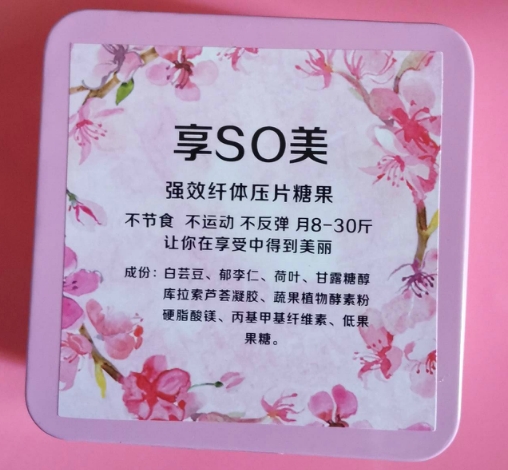 享SO美
强效纤体压片糖果
不节食 不运动 不反弹 月8-30斤
让你在享受中得到美丽
成份：白芸豆、郁李仁、荷叶、甘露糖醇
库拉索芦荟凝胶、蔬果植物酵素粉
硬脂酸镁、丙基甲基纤维素、低果
果糖。